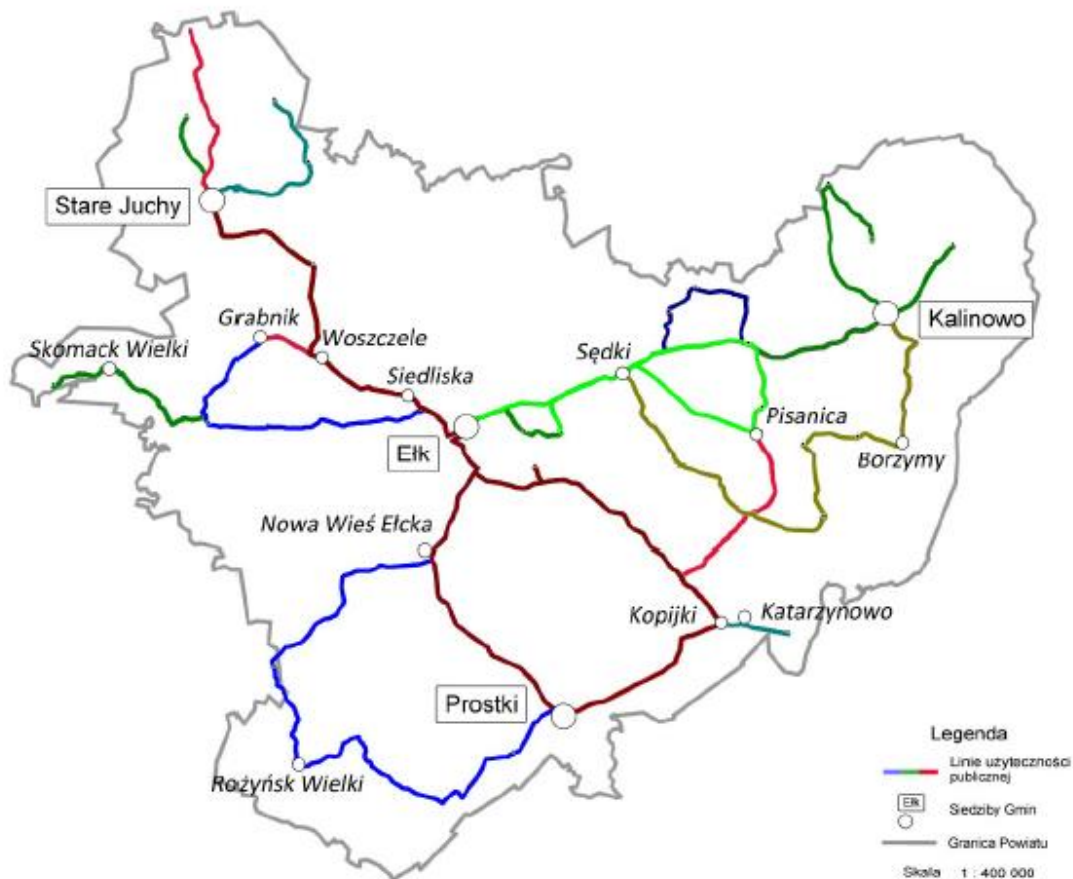 Stare Juchy
Grabnik
Skomack Wielki
Woszczele
Siedliska
Sędki
Kalinowo
Pisanica
Ełk
Borzymy
Nowa Wieś Ełcka
Kopijki
Katarzynowo
Prostki
Rożyńsk Wielki
Legenda
Linie użyteczności
publicznej
Ełk
Siedziby Gmin
Granica Powiatu
Skala 1 : 400 000